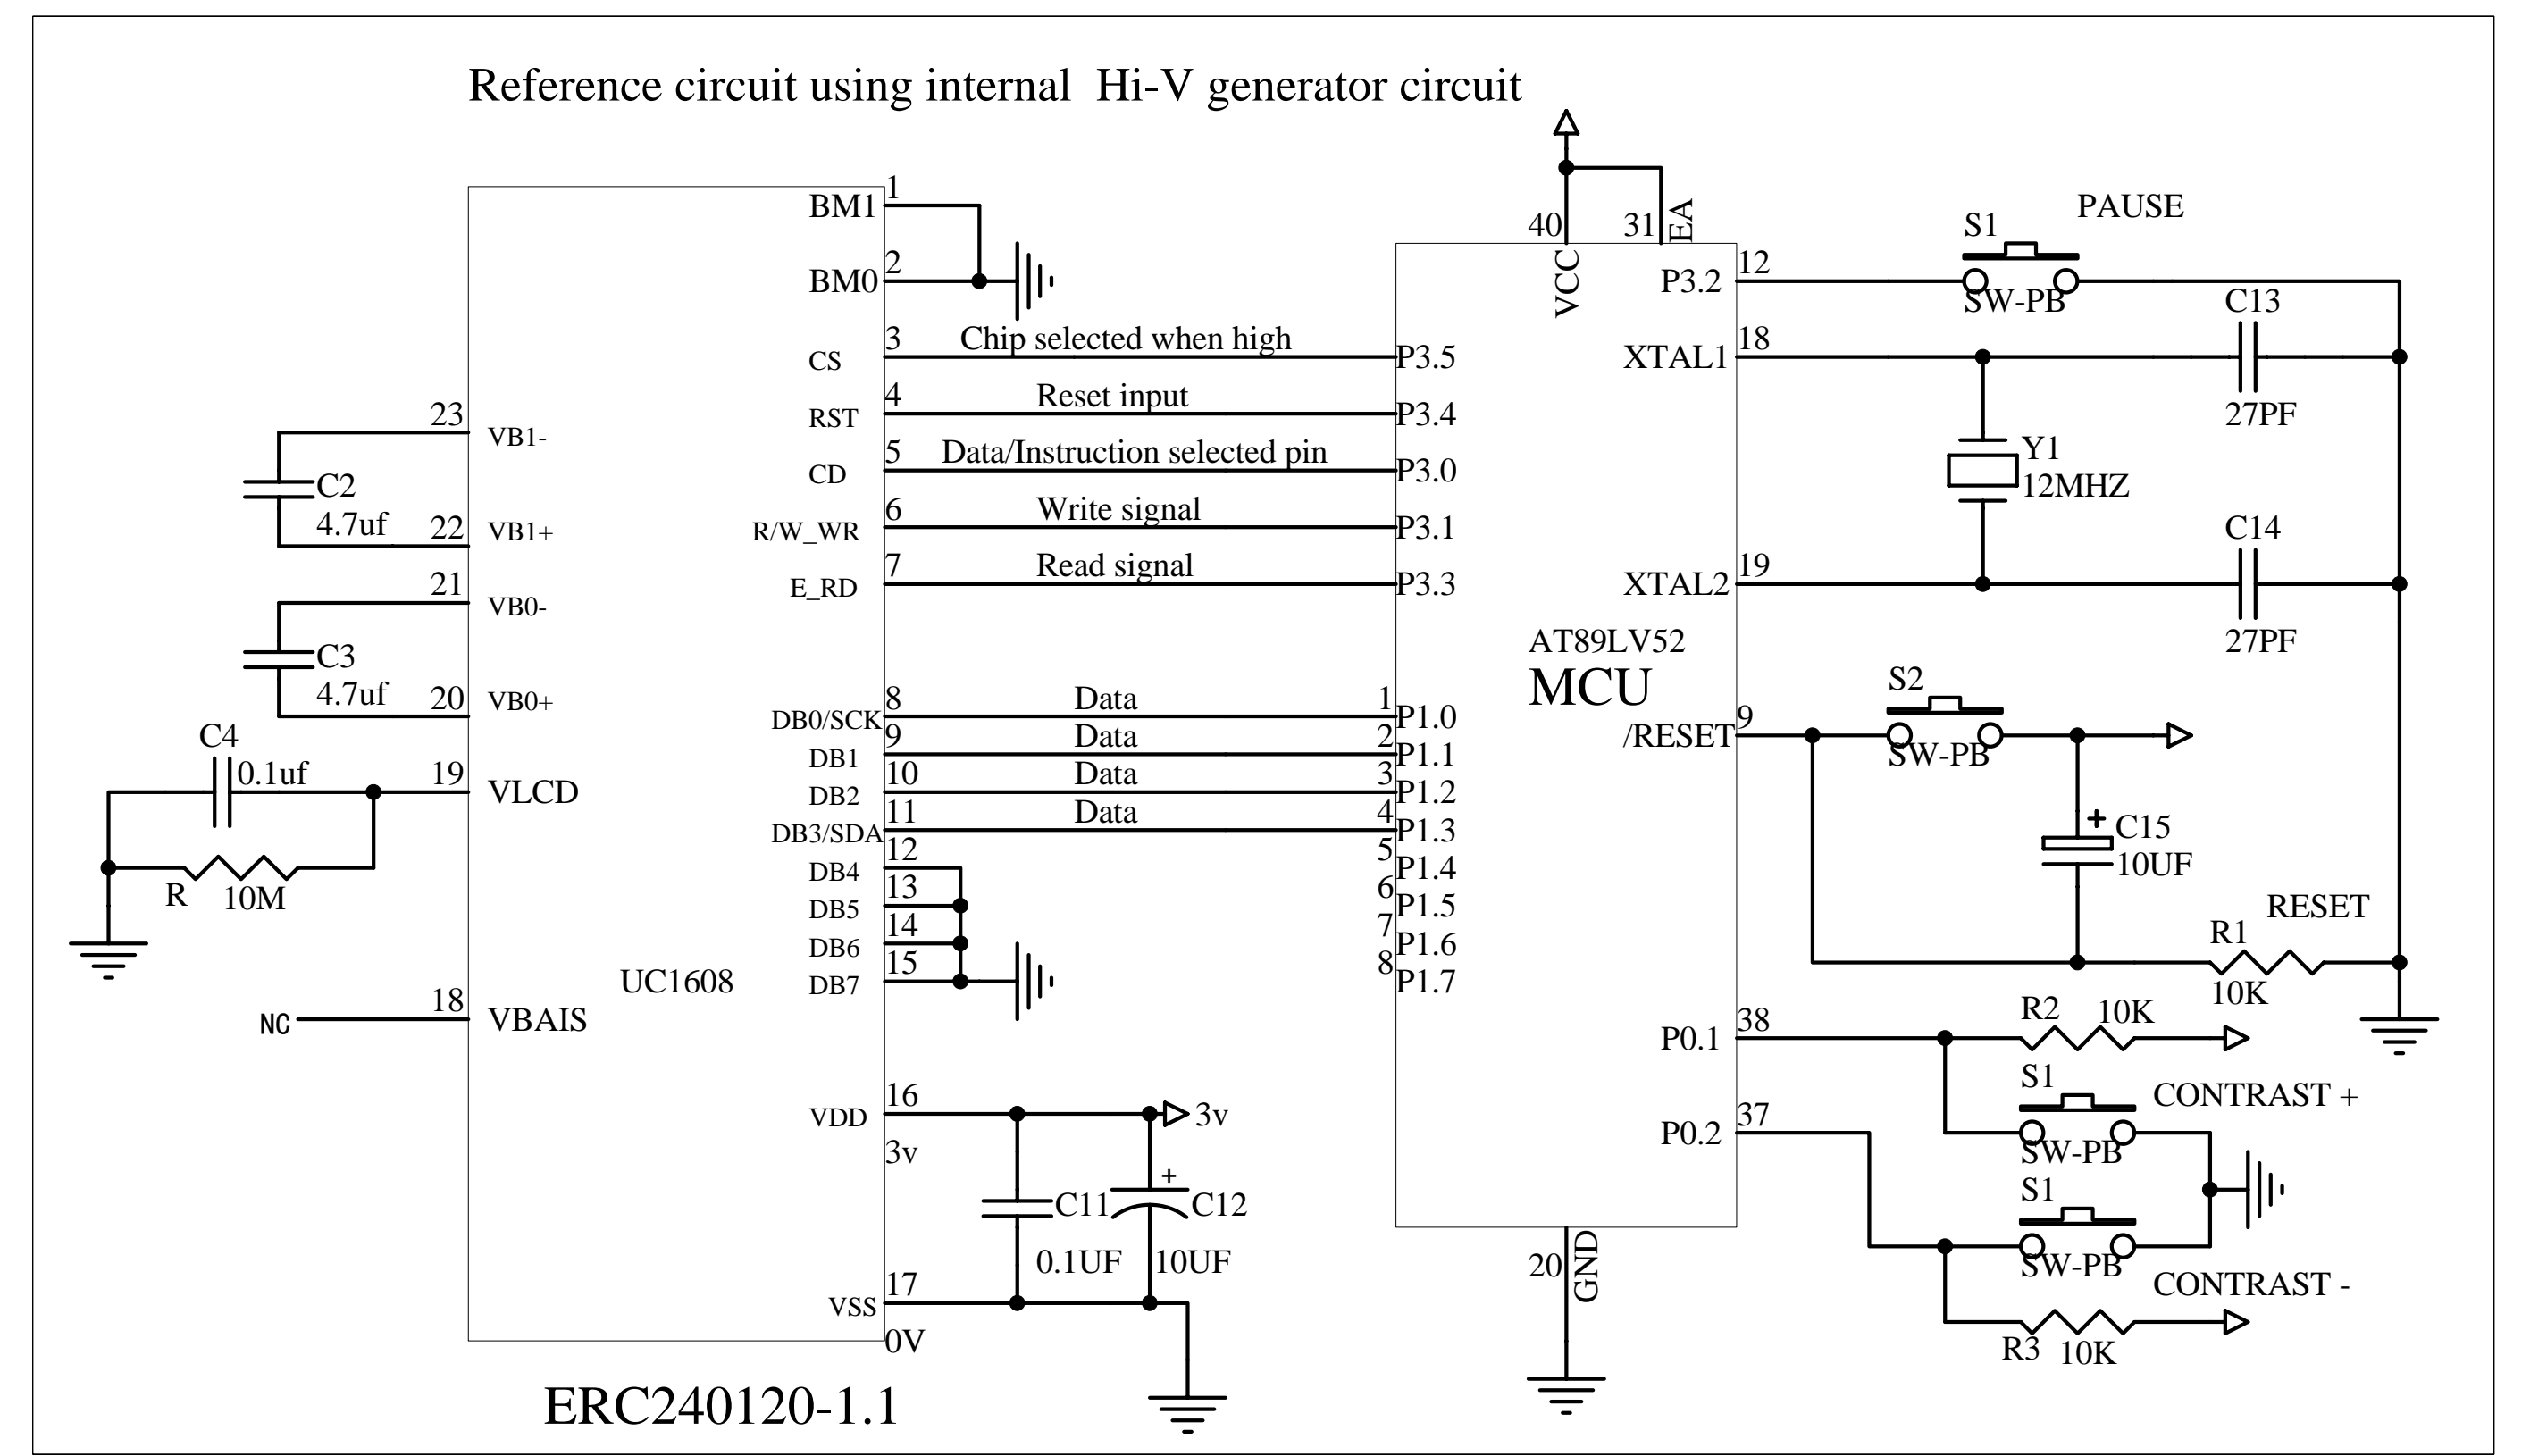 Reference circuit using internal Hi-V generator circuit
BM1
1
BM0
2
CS
3
Chip selected when high
P3.5
RST
4
Reset input
P3.4
CD
5
Data/Instruction selected pin
P3.0
R/W_WR
6
Write signal
P3.1
E_RD
7
Read signal
P3.3
23
VB1-
C2
4.7uf
22
VB1+
21
VB0-
C3
4.7uf
20
VB0+
C4
0.1uf
19
VLCD
R
10M
NC
18
VBAIS
UC1608
DB0/SCK
8
Data
1
P1.0
DB1
9
Data
2
P1.1
DB2
10
Data
3
P1.2
DB3/SDA
11
Data
4
P1.3
DB4
12
5
P1.4
DB5
13
6
P1.5
DB6
14
7
P1.6
DB7
15
8
P1.7
VDD
16
3v
3v
C11
0.1UF
C12
+
10UF
VSS
17
0V
ERC240120-1.1
40
VCC
31
EA
AT89LV52
MCU
20
GND
P3.2
12
S1
SW-PB
PAUSE
XTAL1
18
C13
27PF
Y1
12MHZ
XTAL2
19
C14
27PF
/RESET
9
S2
SW-PB
+
C15
10UF
RESET
R1
10K
P0.1
38
R2
10K
S1
SW-PB
CONTRAST +
P0.2
37
S1
SW-PB
CONTRAST -
R3
10K